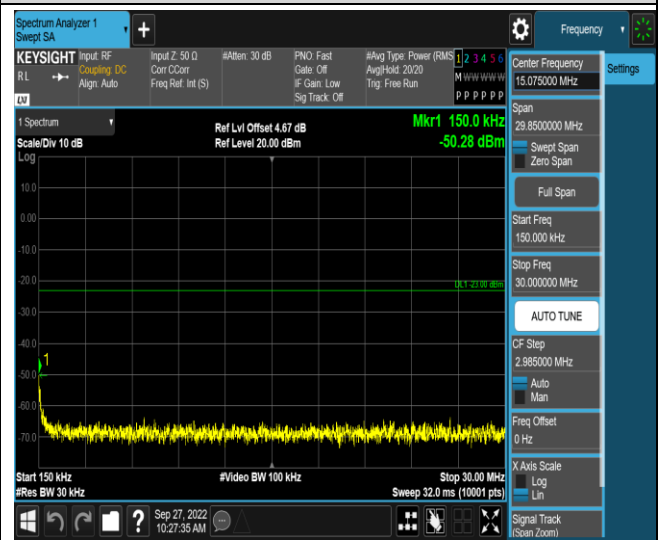 Spectrum Analyzer 1
Swept SA
+
Frequency
KEYSIGHT
RL
LXI
Input: RF
Coupling: DC
Align: Auto
Input Z: 50 Ω
Corr CCorr
Freq Ref: Int (S)
#Atten: 30 dB
PNO: Fast
Gate: Off
IF Gain: Low
Sig Track: Off
#Avg Type: Power (RMS
Avg|Hold: 20/20
Trig: Free Run
1 2 3 4 5 6
M W W W W W
P P P P P P
Center Frequency
15.075000 MHz
Settings
Span
29.8500000 MHz
Swept Span
Zero Span
Full Span
Start Freq
150.000 kHz
Stop Freq
30.000000 MHz
AUTO TUNE
CF Step
2.985000 MHz
Auto
Man
Freq Offset
0 Hz
X Axis Scale
Log
Lin
Signal Track
(Span Zoom)
1 Spectrum
Scale/Div 10 dB
Ref Lvl Offset 4.67 dB
Ref Level 20.00 dBm
Mkr1 150.0 kHz
-50.28 dBm
Log
10.0
0.00
-10.0
-20.0
DL1 -23.00 dBm
-30.0
-40.0
1
-50.0
-60.0
-70.0
Start 150 kHz
#Video BW 100 kHz
Stop 30.00 MHz
#Res BW 30 kHz
Sweep 32.0 ms (10001 pts)
?
Sep 27, 2022
10:27:35 AM